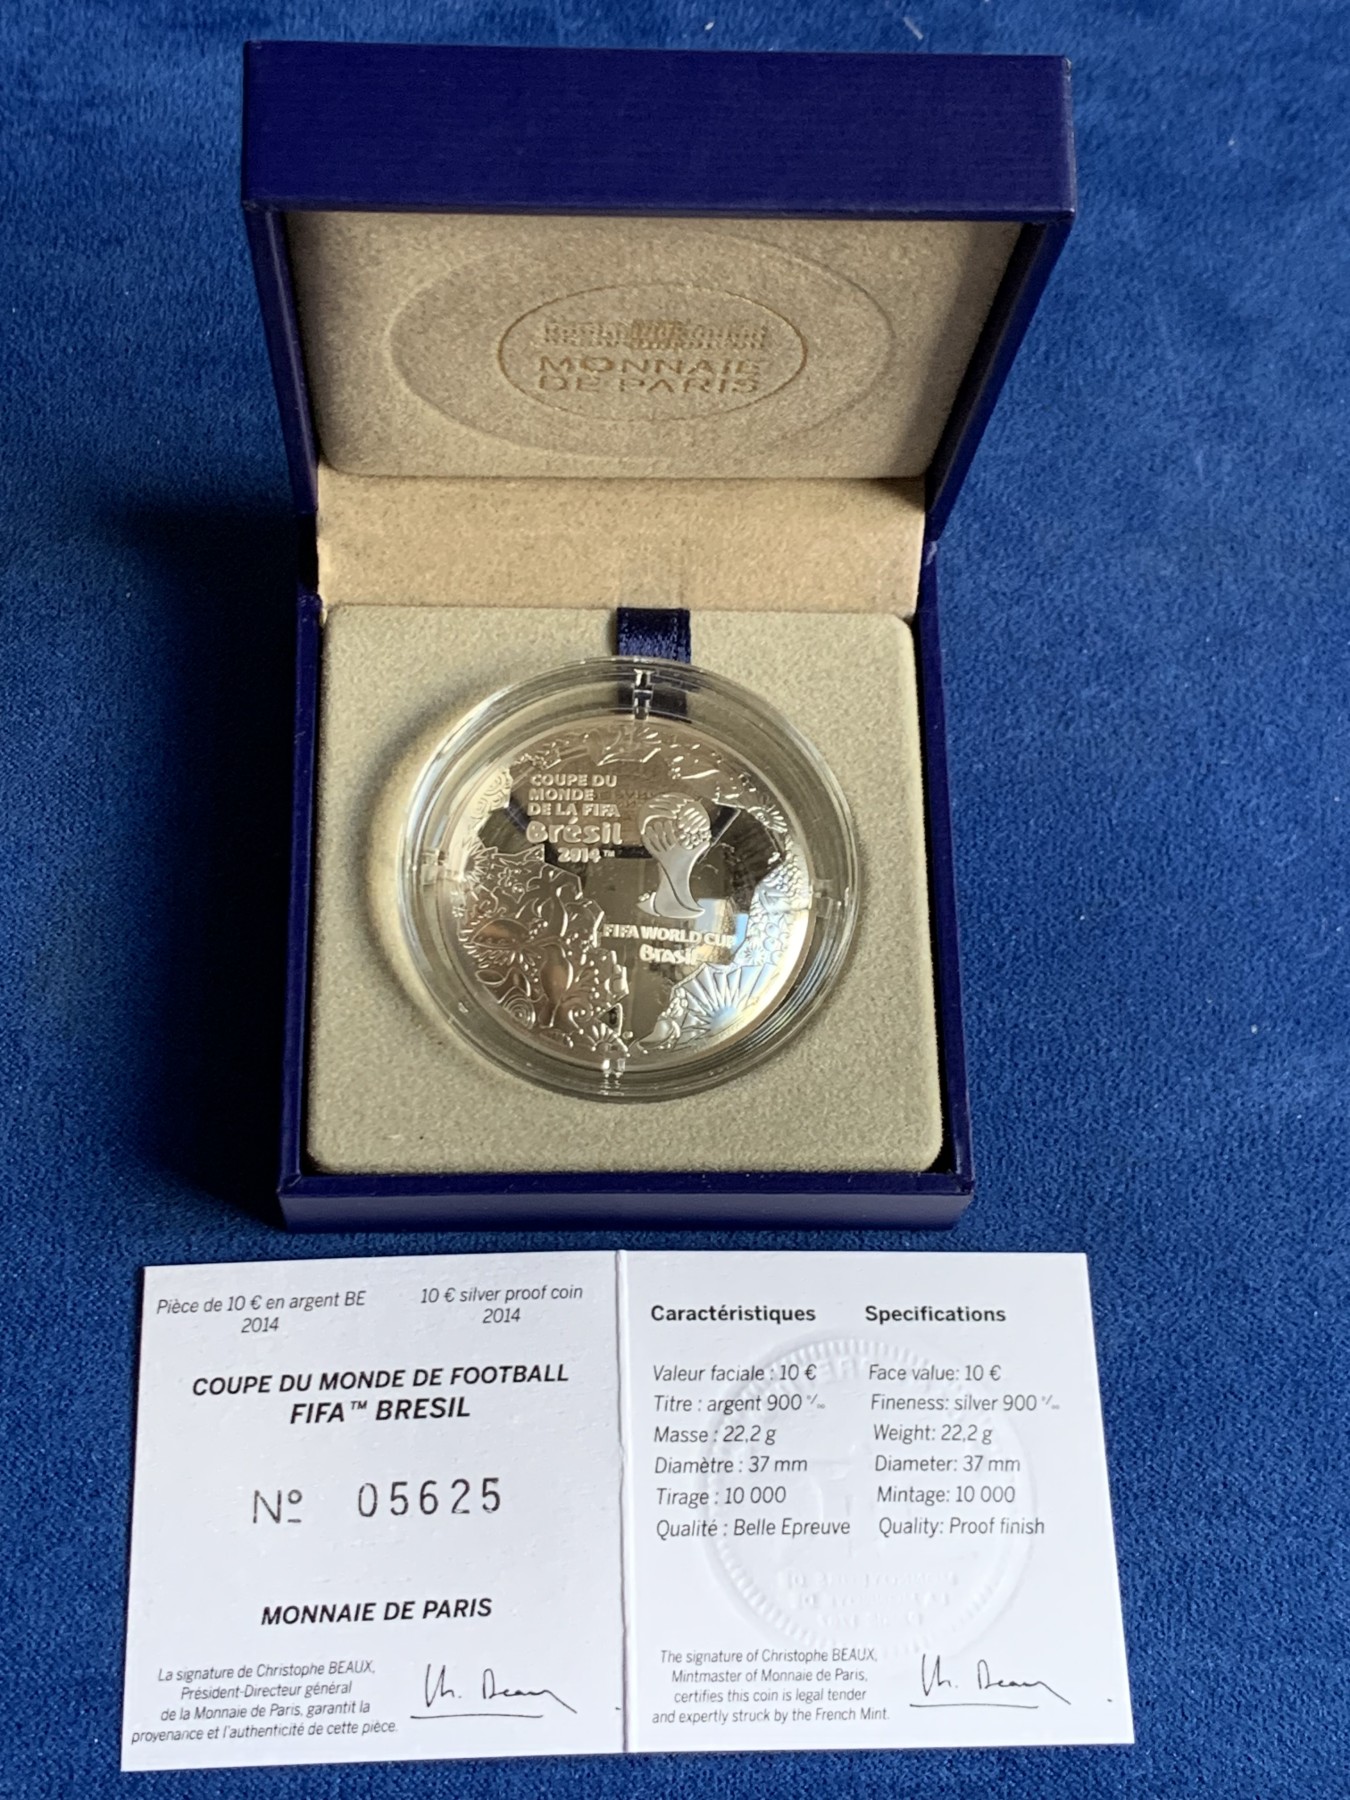 MONNAIE
DE PARIS
COUPE DU
MONDE
DE LA FIFA
Brésil
2014™
FIFA WORLD CUP
Brasil
Pièce de 10 € en argent BE
2014
10 € silver proof coin
2014
COUPE DU MONDE DE FOOTBALL
FIFA™ BRESIL
Nº 05625
MONNAIE DE PARIS
La signature de Christophe BEAUX,
Président-Directeur général
de la Monnaie de Paris, garantit la
provenance et l'authenticité de cette pièce.
Ch. Beaux
Caractéristiques
Valeur faciale : 10 €
Titre : argent 900 ‰
Masse : 22,2 g
Diamètre : 37 mm
Tirage : 10 000
Qualité : Belle Epreuve
Specifications
Face value: 10 €
Fineness: silver 900 ‰
Weight: 22,2 g
Diameter: 37 mm
Mintage: 10 000
Quality: Proof finish
The signature of Christophe BEAUX,
Mintmaster of Monnaie de Paris,
certifies this coin is legal tender
and expertly struck by the French Mint.
Ch. Beaux